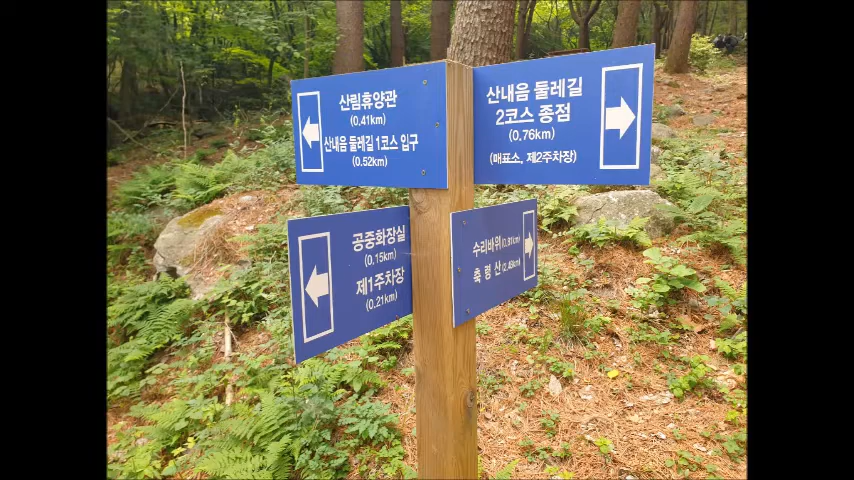 산림휴양관
(0.41km)
산내음 둘레길 1코스 입구
(0.52km)
산내음 둘레길
2코스 종점
(0.76km)
(매표소, 제2주차장)
공중화장실
(0.15km)
제1주차장
(0.21km)
수리바위
축령산